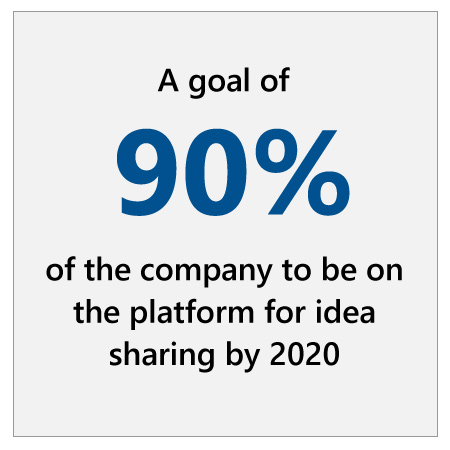 A goal of
90%
of the company to be on
the platform for idea
sharing by 2020